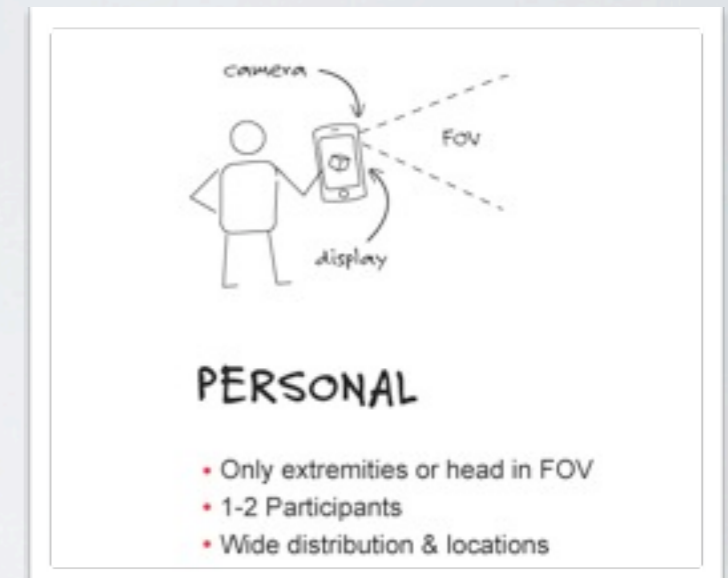 camera
FOV
display
PERSONAL
• Only extremities or head in FOV
• 1-2 Participants
• Wide distribution & locations